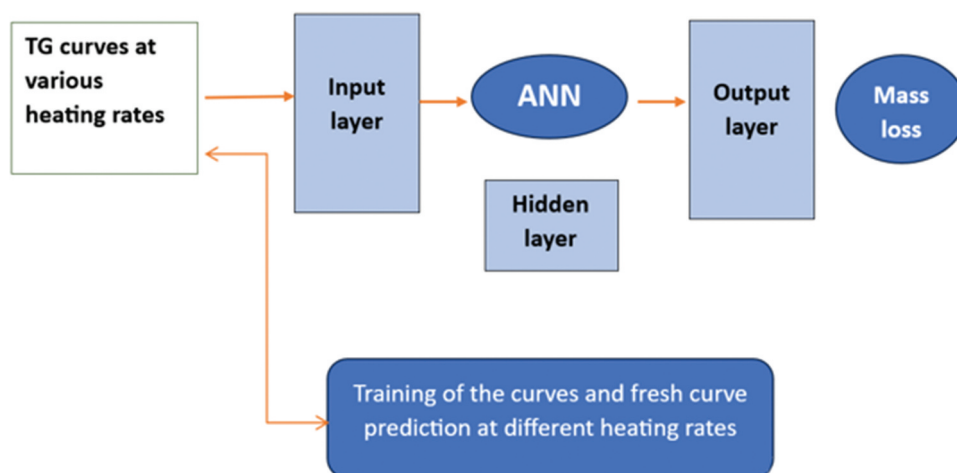 TG curves at
various
heating rates
Input
layer
ANN
Hidden
layer
Output
layer
Mass
loss
Training of the curves and fresh curve
prediction at different heating rates